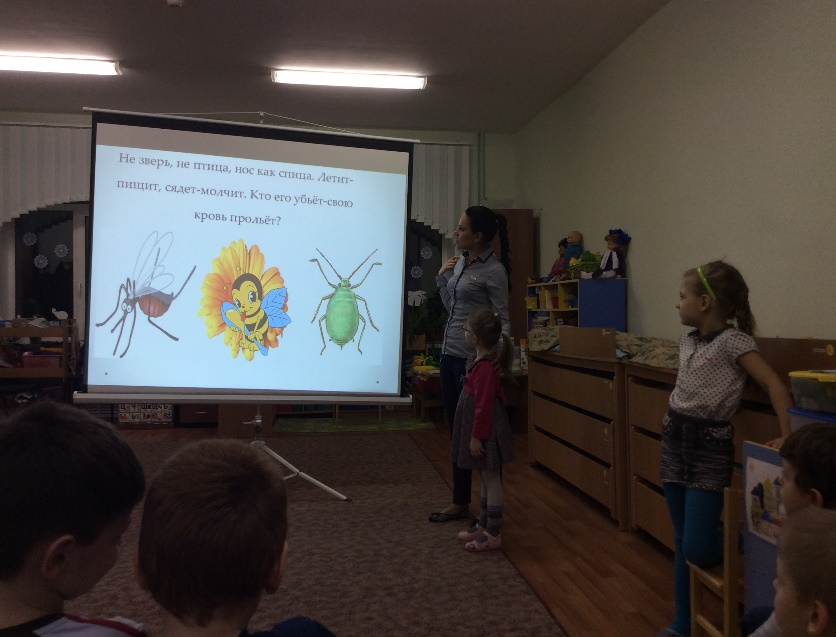 Не зверь, не птица, нос как спица. Летит-
пищит, сядет-молчит. Кто его убьёт-свою
кровь прольёт?